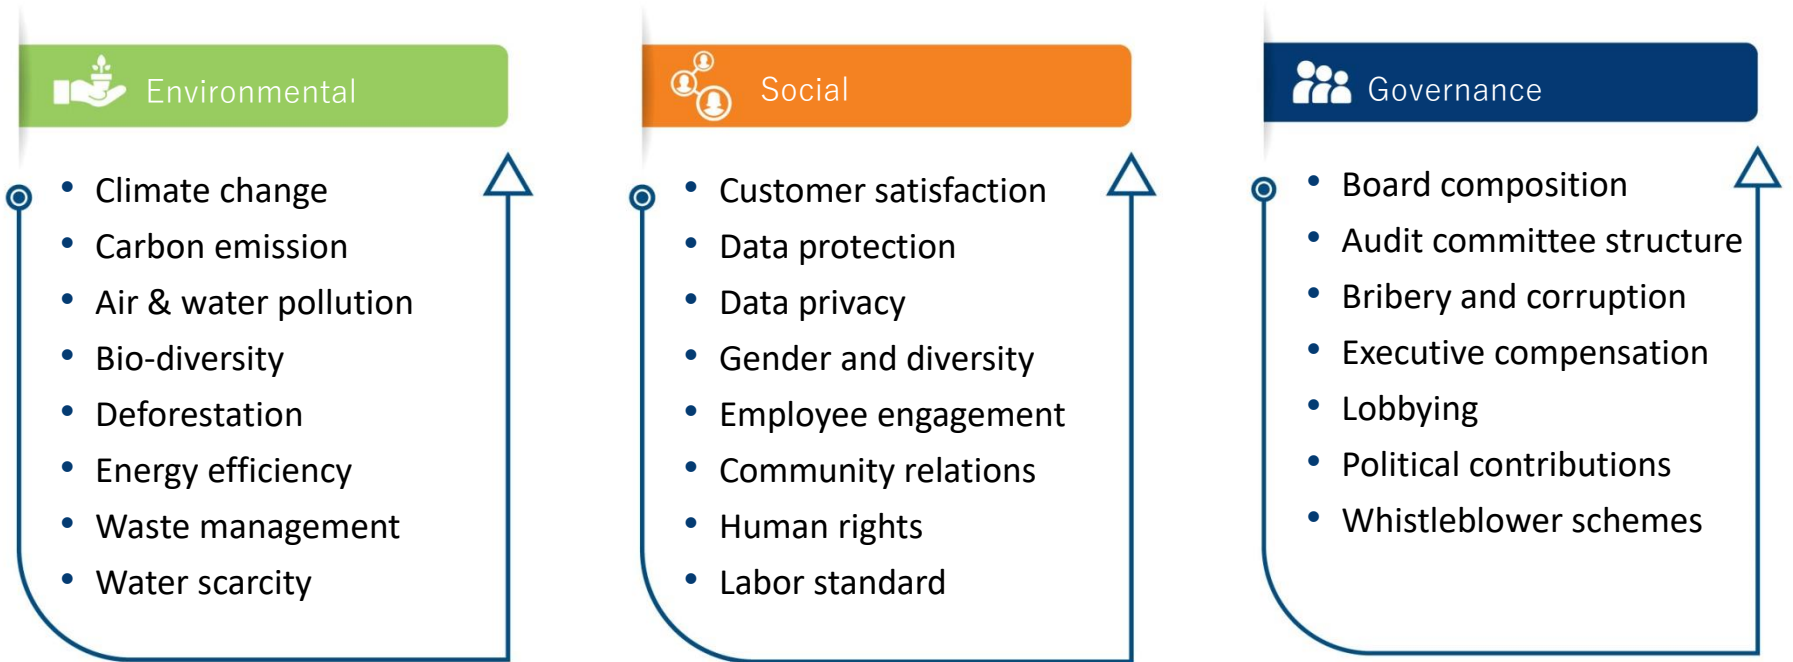 Environmental
• Climate change
• Carbon emission
• Air & water pollution
• Bio-diversity
• Deforestation
• Energy efficiency
• Waste management
• Water scarcity
Social
• Customer satisfaction
• Data protection
• Data privacy
• Gender and diversity
• Employee engagement
• Community relations
• Human rights
• Labor standard
Governance
• Board composition
• Audit committee structure
• Bribery and corruption
• Executive compensation
• Lobbying
• Political contributions
• Whistleblower schemes